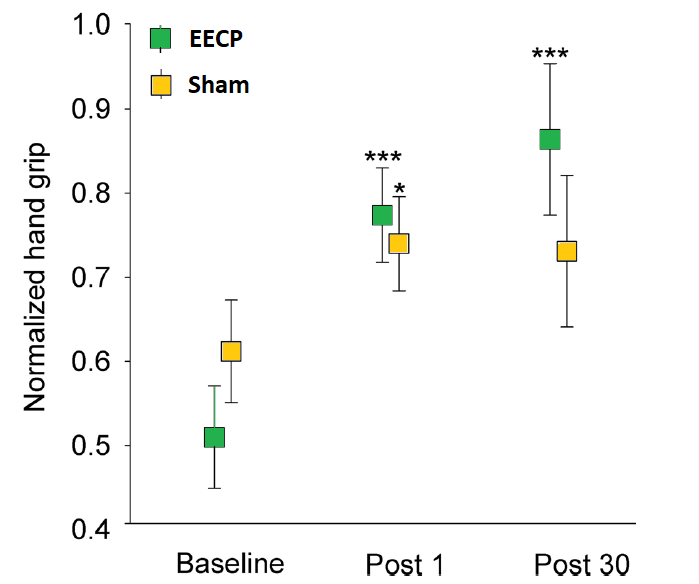 1.0
EECP
Sham
0.9
0.8
0.7
0.6
0.5
0.4
Normalized hand grip
***
*
***
Baseline
Post 1
Post 30